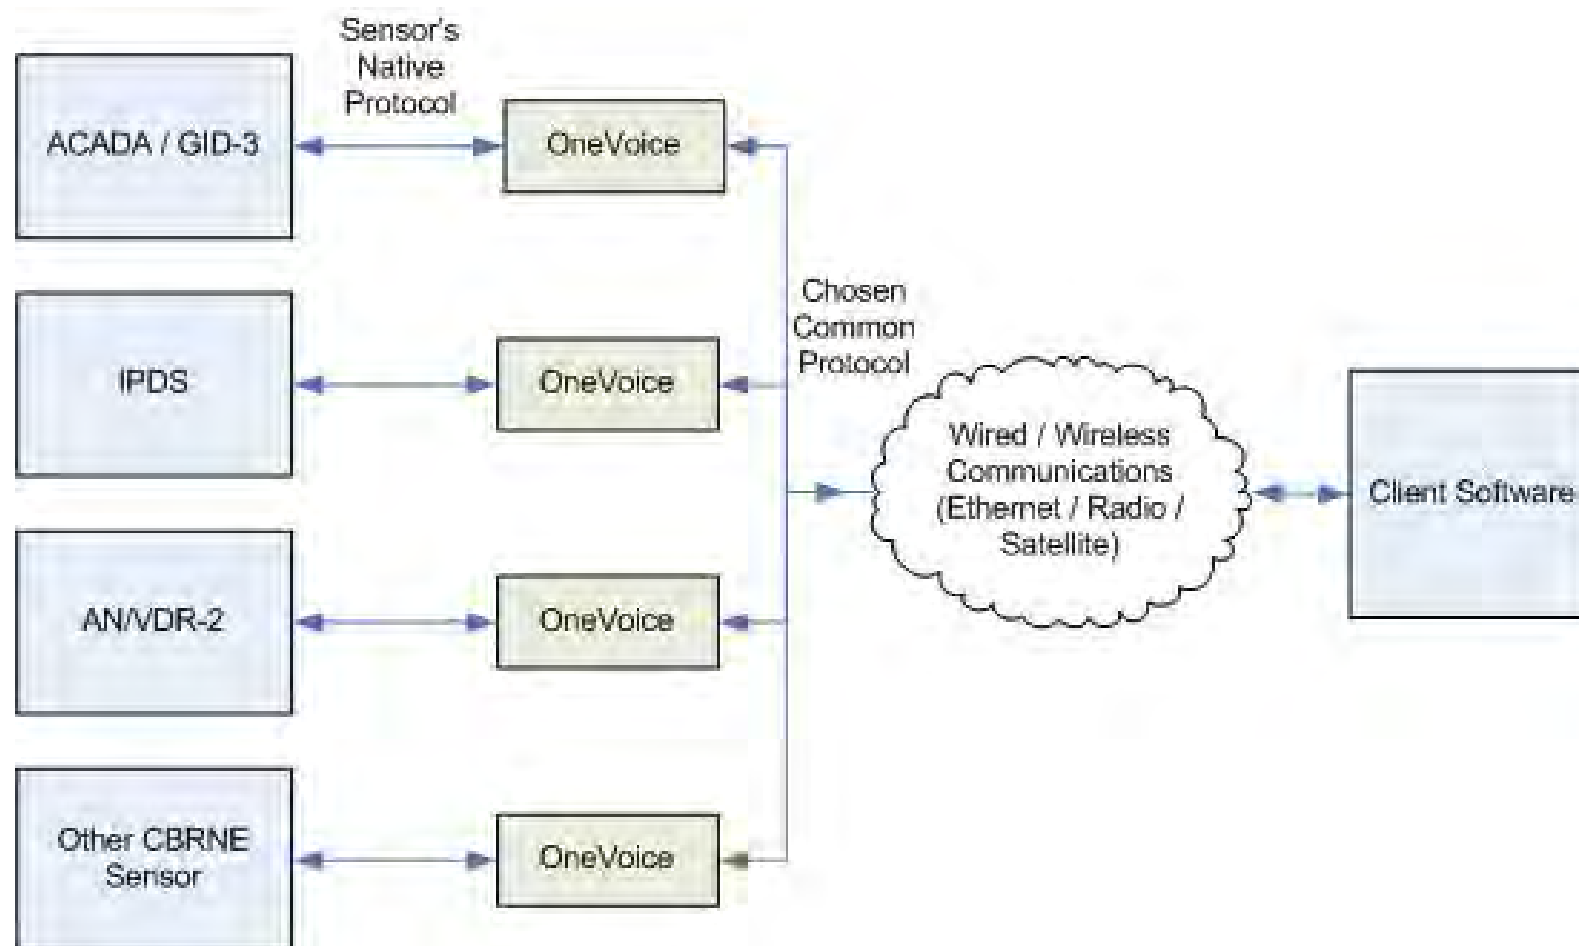 Sensor's
Native
Protocol
ACADA / GID-3
OneVoice
Chosen
Common
Protocol
IPDS
OneVoice
Wired / Wireless
Communications
(Ethernet / Radio /
Satellite)
Client Software
AN/VDR-2
OneVoice
Other CBRNE
Sensor
OneVoice